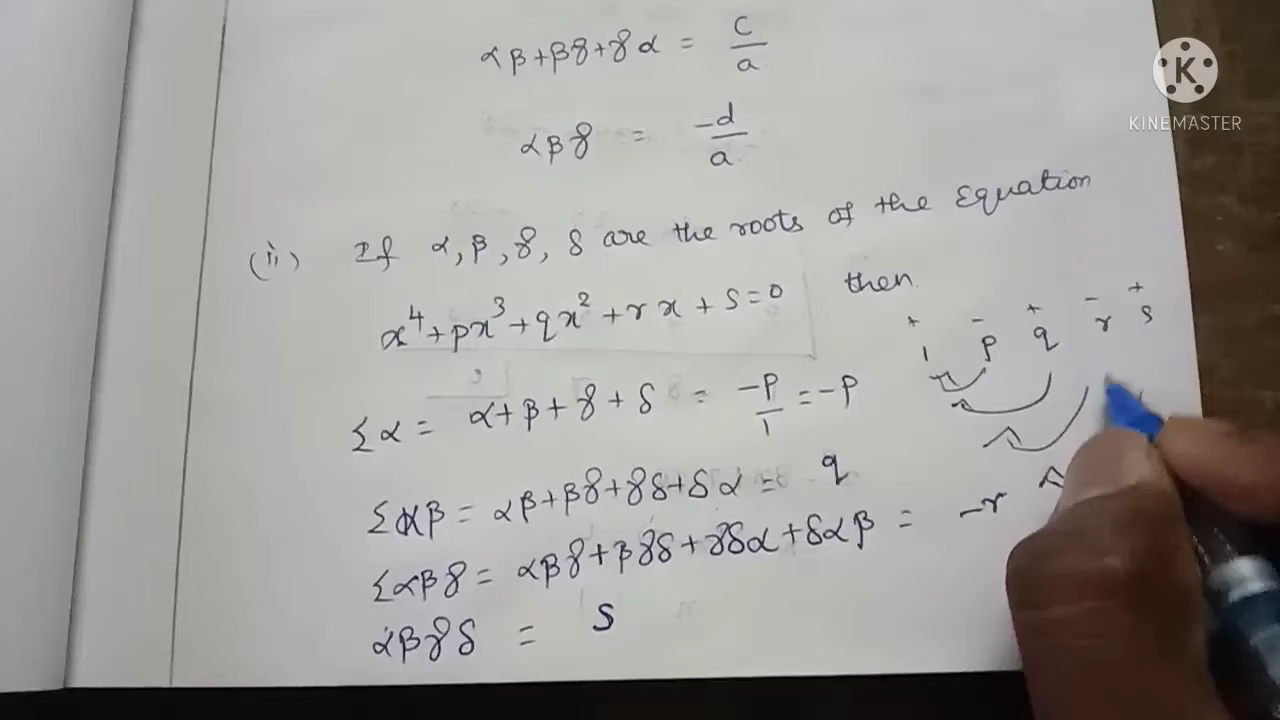 αβ+βγ+γα = c/a
αβγ = -d/a
(ii) If α, β, γ, δ are the roots of the Equation
x⁴+px³+qx²+rx+s=0 then
+ - + - +
1 p q r s
Σα = α+β+γ+δ = -p/1 = -p
Σαβ = αβ+βγ+γδ+δα = q
Σαβγ = αβγ+βγδ+γδα+δαβ = -r
αβγδ = s
K
KINEMASTER